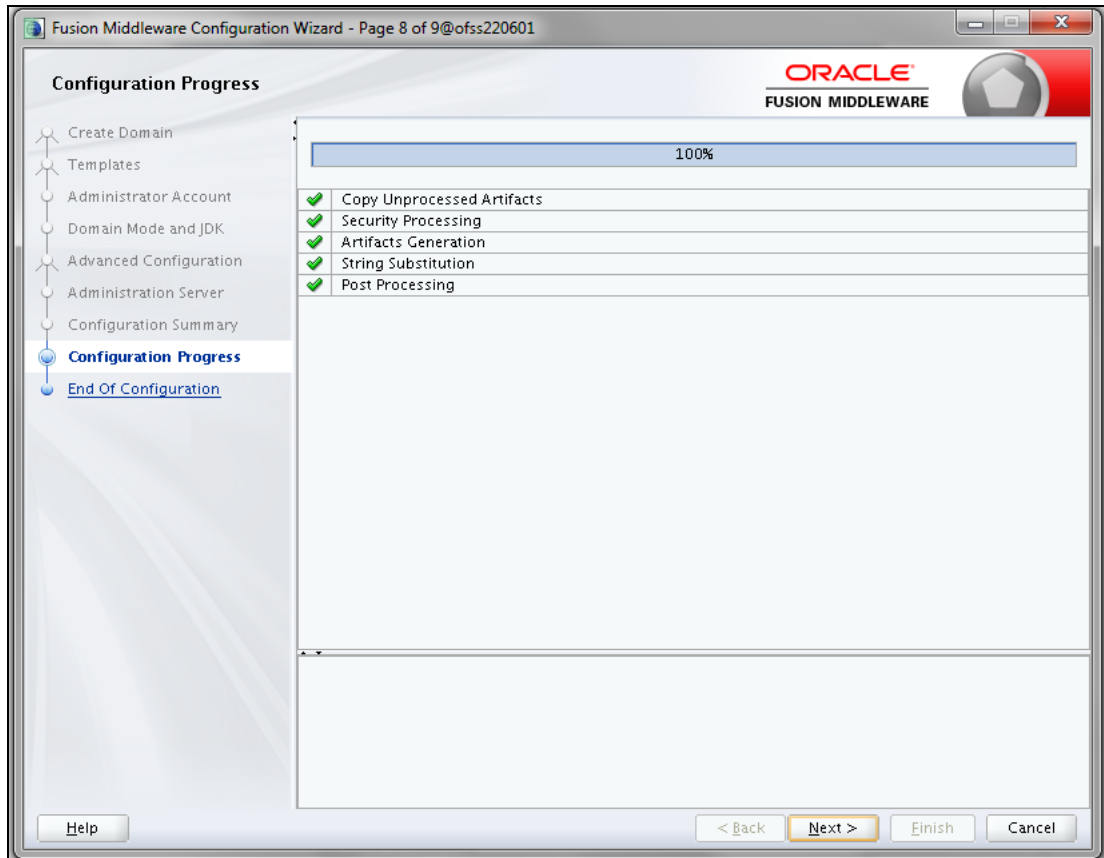 Fusion Middleware Configuration Wizard - Page 8 of 9@ofss220601
Configuration Progress
ORACLE
FUSION MIDDLEWARE
Create Domain
Templates
Administrator Account
Domain Mode and JDK
Advanced Configuration
Administration Server
Configuration Summary
Configuration Progress
End Of Configuration
100%
Copy Unprocessed Artifacts
Security Processing
Artifacts Generation
String Substitution
Post Processing
Help
< Back
Next >
Finish
Cancel